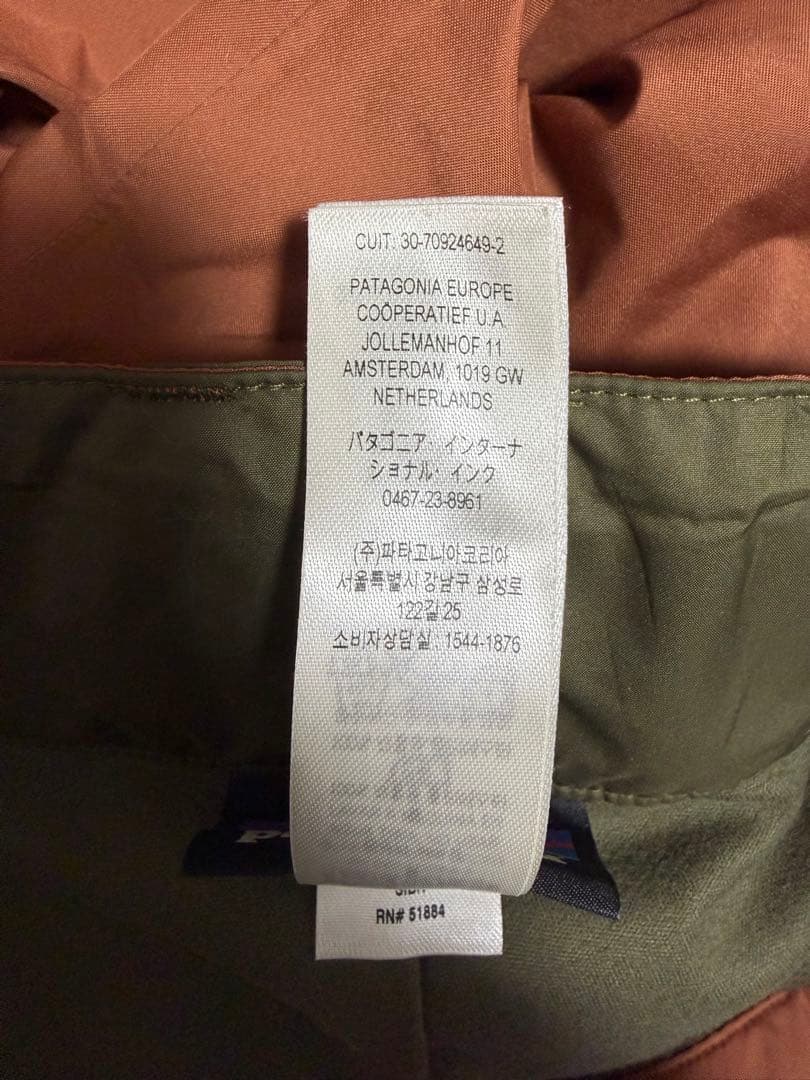 CUIT: 30-70924649-2
PATAGONIA EUROPE
COÖPERATIEF U.A.
JOLLEMANHOF 11
AMSTERDAM, 1019 GW
NETHERLANDS
パタゴニア・インターナ
ショナル・インク
0467-23-8961
(주)파타고니아코리아
서울특별시 강남구 삼성로
122길 25
소비자상담실 : 1544-1876
RN# 51884